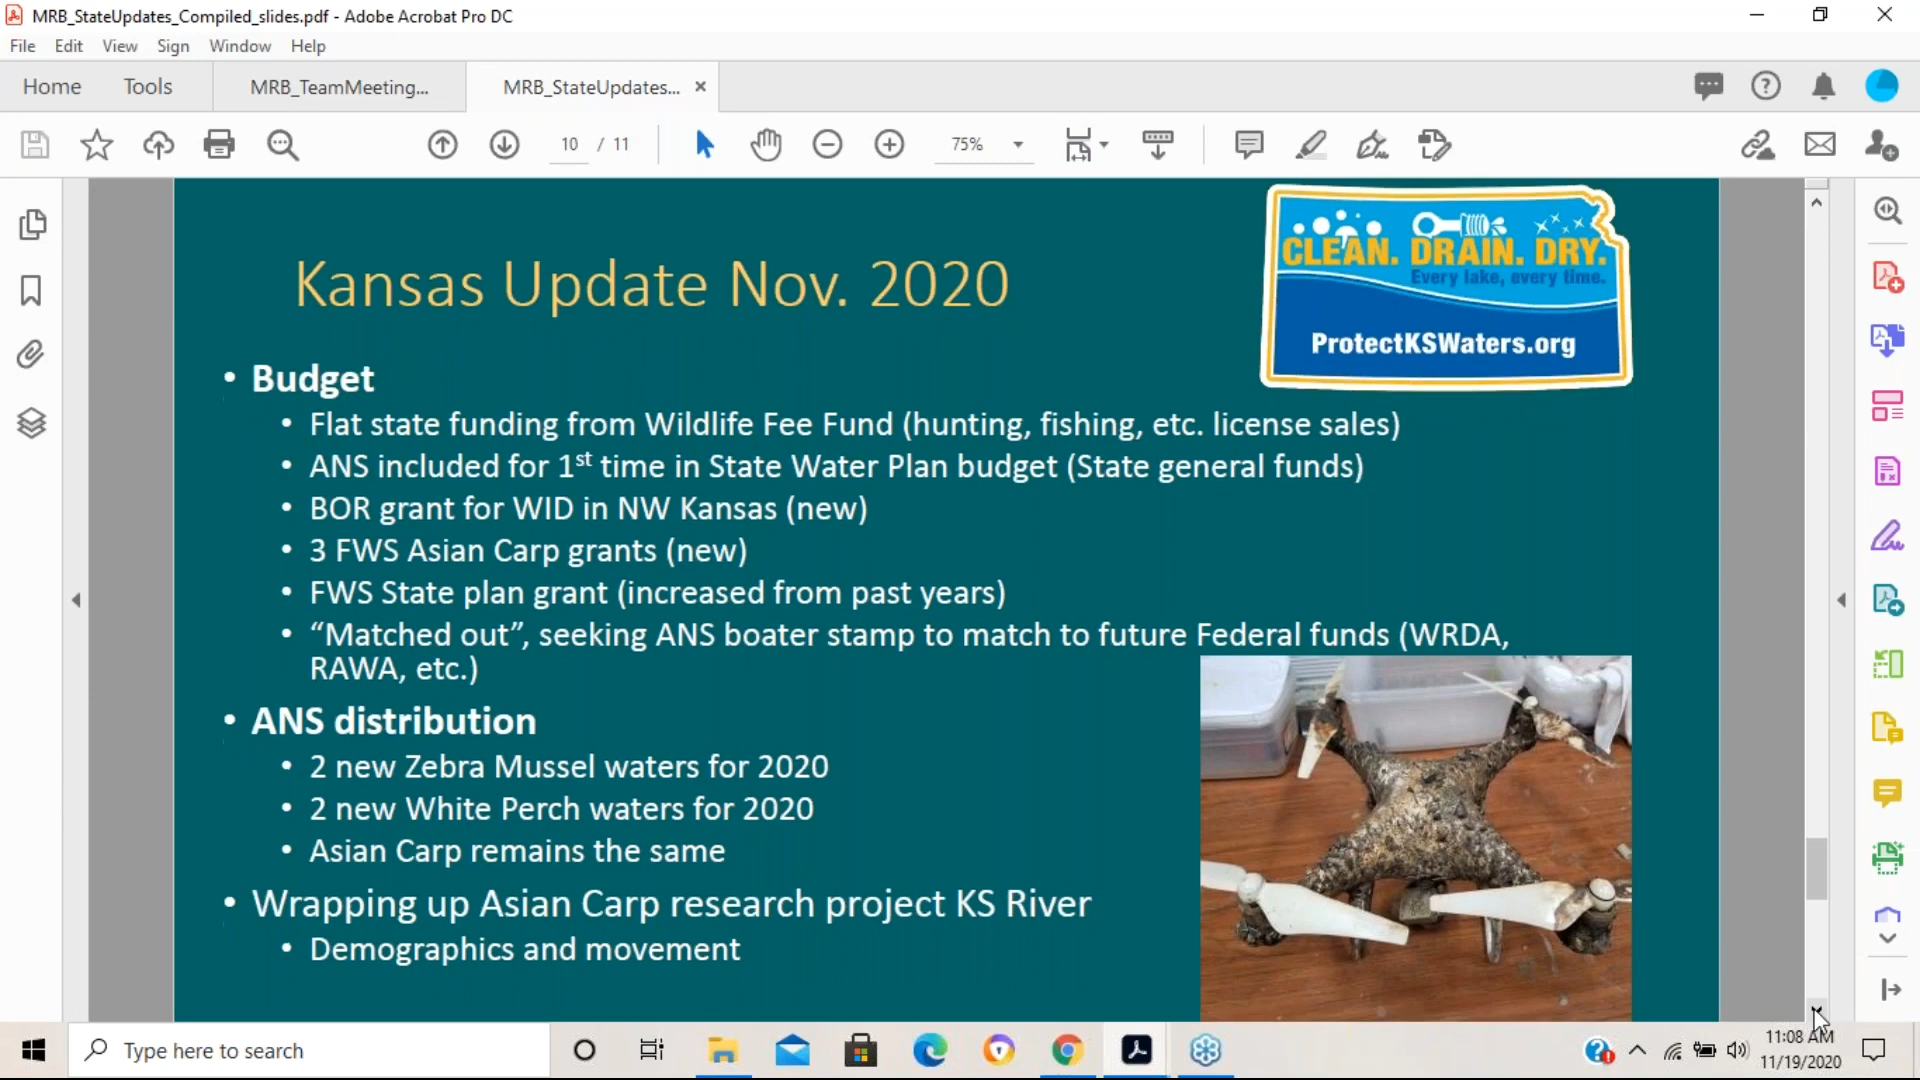 MRB_StateUpdates_Compiled_slides.pdf - Adobe Acrobat Pro DC
File Edit View Sign Window Help
Home Tools MRB_TeamMeeting... MRB_StateUpdates... ×
10 / 11 75%
CLEAN. DRAIN. DRY.
Every lake, every time.
ProtectKSWaters.org
Kansas Update Nov. 2020
• Budget
• Flat state funding from Wildlife Fee Fund (hunting, fishing, etc. license sales)
• ANS included for 1st time in State Water Plan budget (State general funds)
• BOR grant for WID in NW Kansas (new)
• 3 FWS Asian Carp grants (new)
• FWS State plan grant (increased from past years)
• “Matched out”, seeking ANS boater stamp to match to future Federal funds (WRDA,
RAWA, etc.)
• ANS distribution
• 2 new Zebra Mussel waters for 2020
• 2 new White Perch waters for 2020
• Asian Carp remains the same
• Wrapping up Asian Carp research project KS River
• Demographics and movement
Type here to search
11:08 AM
11/19/2020